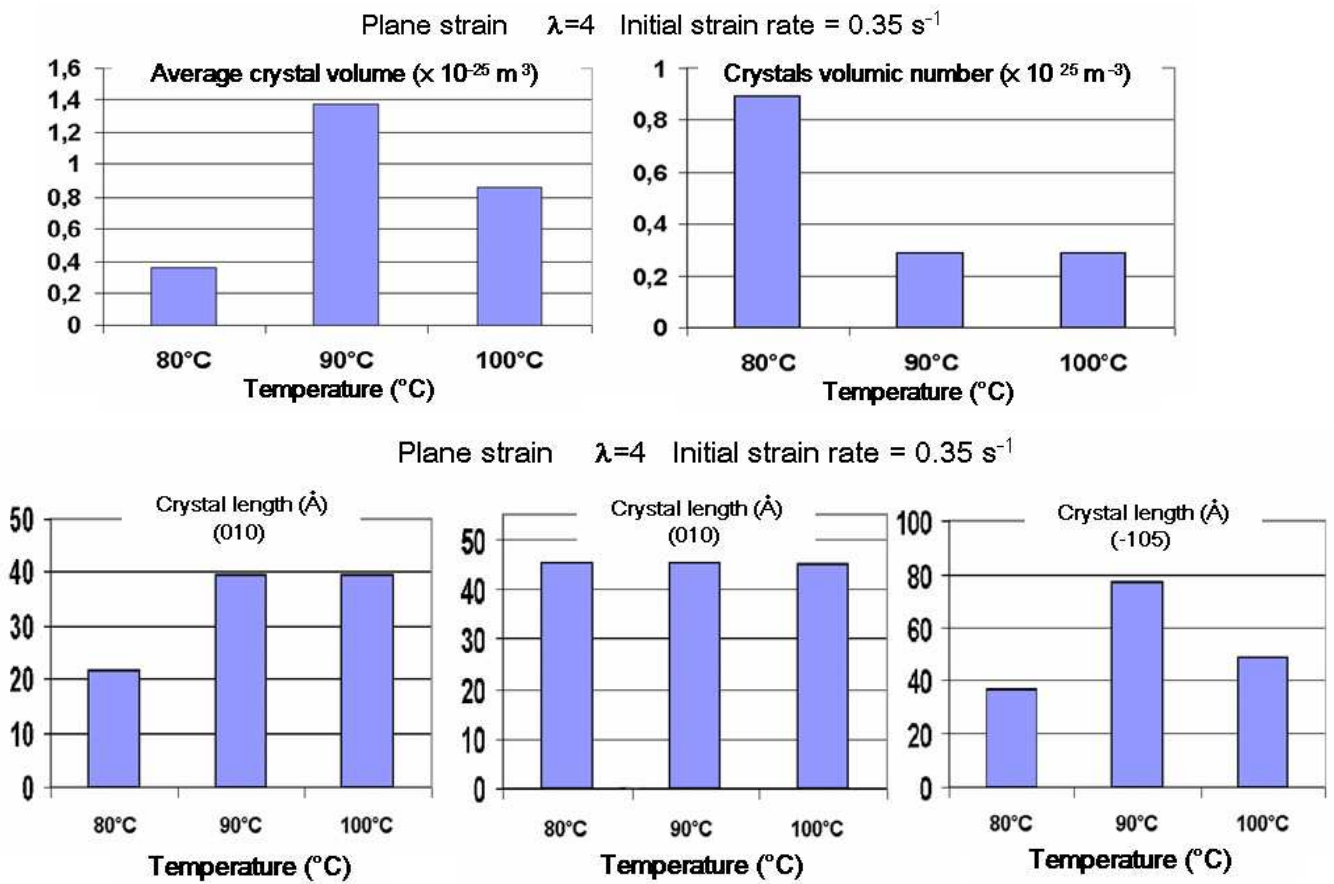 Plane strain λ=4 Initial strain rate = 0.35 s⁻¹
Average crystal volume (x 10⁻²⁵ m³)
1,6
1,4
1,2
1
0,8
0,6
0,4
0,2
0
80°C 90°C 100°C
Temperature (°C)
Crystals volumic number (x 10²⁵ m⁻³)
1
0,8
0,6
0,4
0,2
0
80°C 90°C 100°C
Temperature (°C)
Plane strain λ=4 Initial strain rate = 0.35 s⁻¹
Crystal length (Å)
(010)
50
40
30
20
10
0
80°C 90°C 100°C
Temperature (°C)
Crystal length (Å)
(010)
50
40
30
20
10
0
80°C 90°C 100°C
Temperature (°C)
Crystal length (Å)
(-105)
100
80
60
40
20
0
80°C 90°C 100°C
Temperature (°C)